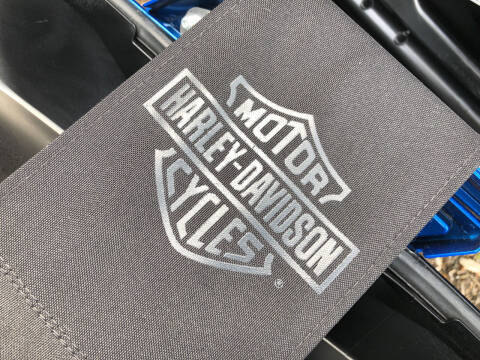 MOTOR
HARLEY-DAVIDSON
CYCLES
®